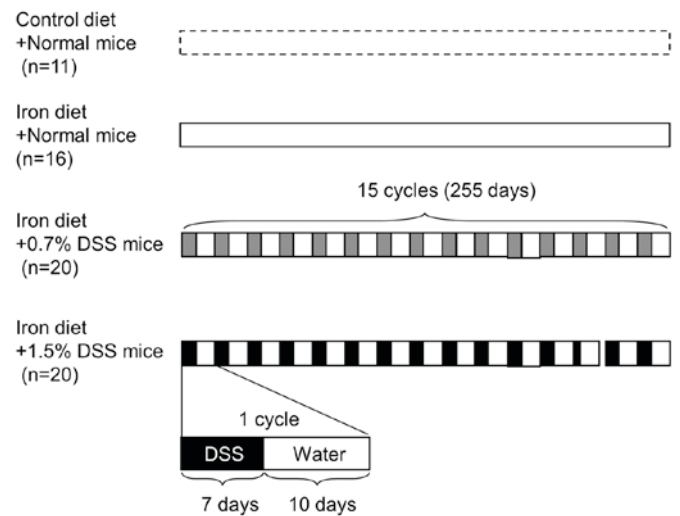 Control diet
+Normal mice
(n=11)
Iron diet
+Normal mice
(n=16)
15 cycles (255 days)
Iron diet
+0.7% DSS mice
(n=20)
Iron diet
+1.5% DSS mice
(n=20)
1 cycle
DSS Water
7 days 10 days